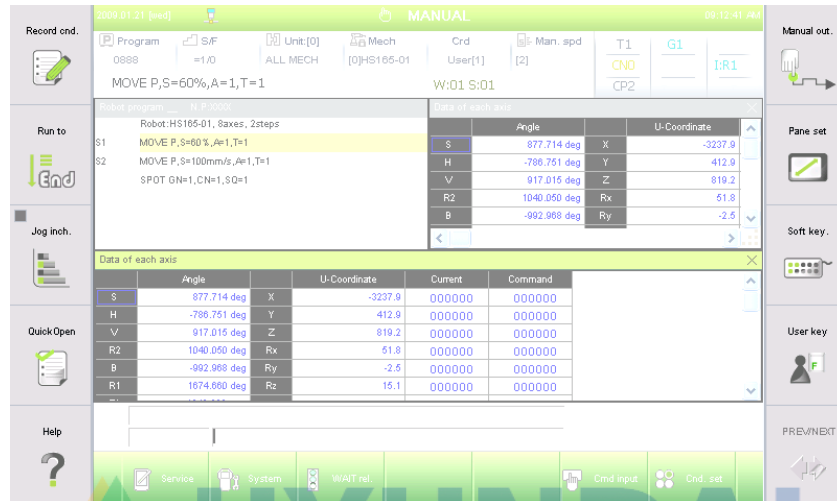 Record cnd.
2009.01.21 [wed]
MANUAL
09:12:41 AM
Manual out.
Program
S/F
Unit:[0]
Mech
Crd
Man. spd
T1
G1
0888
=1/0
ALL MECH
[0]HS165-01
User[1]
[2]
CN0
I:R1
MOVE P,S=60%,A=1,T=1
W:01 S:01
CP2
Run to
End
Jog inch.
Quick Open
Help
Robot program
Robot:HS165-01, 8axes, 2steps
S1 MOVE P,S=60%,A=1,T=1
S2 MOVE P,S=100mm/s,A=1,T=1
SPOT GN=1,CN=1,SQ=1
Data of each axis
Angle U-Coordinate
S 877.714 deg X -3237.9
H -786.751 deg Y 412.9
V 917.015 deg Z 819.2
R2 1040.050 deg Rx 51.8
B -992.968 deg Ry -2.5
Data of each axis
Angle U-Coordinate Current Command
S 877.714 deg X -3237.9 000000 000000
H -786.751 deg Y 412.9 000000 000000
V 917.015 deg Z 819.2 000000 000000
R2 1040.050 deg Rx 51.8 000000 000000
B -992.968 deg Ry -2.5 000000 000000
R1 1674.660 deg Rz 15.1 000000 000000
Pane set
Soft key.
User key
F
PREV/NEXT
Service
System
WAIT rel.
Cmd input
Cnd. set